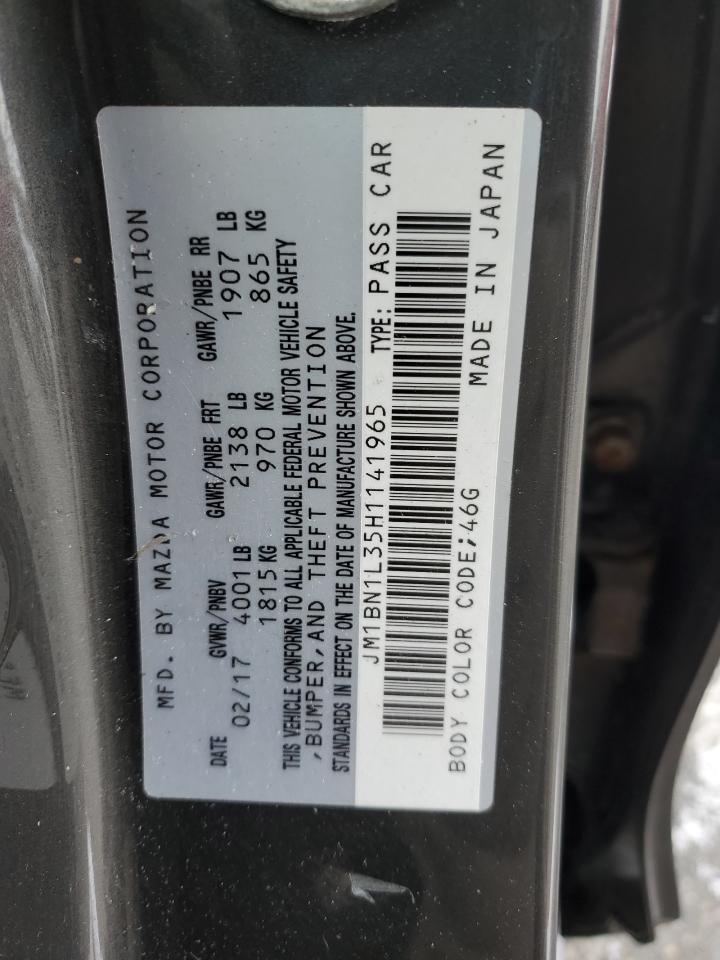 MFD. BY MAZDA MOTOR CORPORATION
DATE GVWR/PNBV GAWR/PNBE FRT GAWR/PNBE RR
02/17 4001 LB 2138 LB 1907 LB
1815 KG 970 KG 865 KG
THIS VEHICLE CONFORMS TO ALL APPLICABLE FEDERAL MOTOR VEHICLE SAFETY
,BUMPER,AND THEFT PREVENTION
STANDARDS IN EFFECT ON THE DATE OF MANUFACTURE SHOWN ABOVE.
JM1BN1L35H1141965 TYPE: PASS CAR
BODY COLOR CODE;46G
MADE IN JAPAN